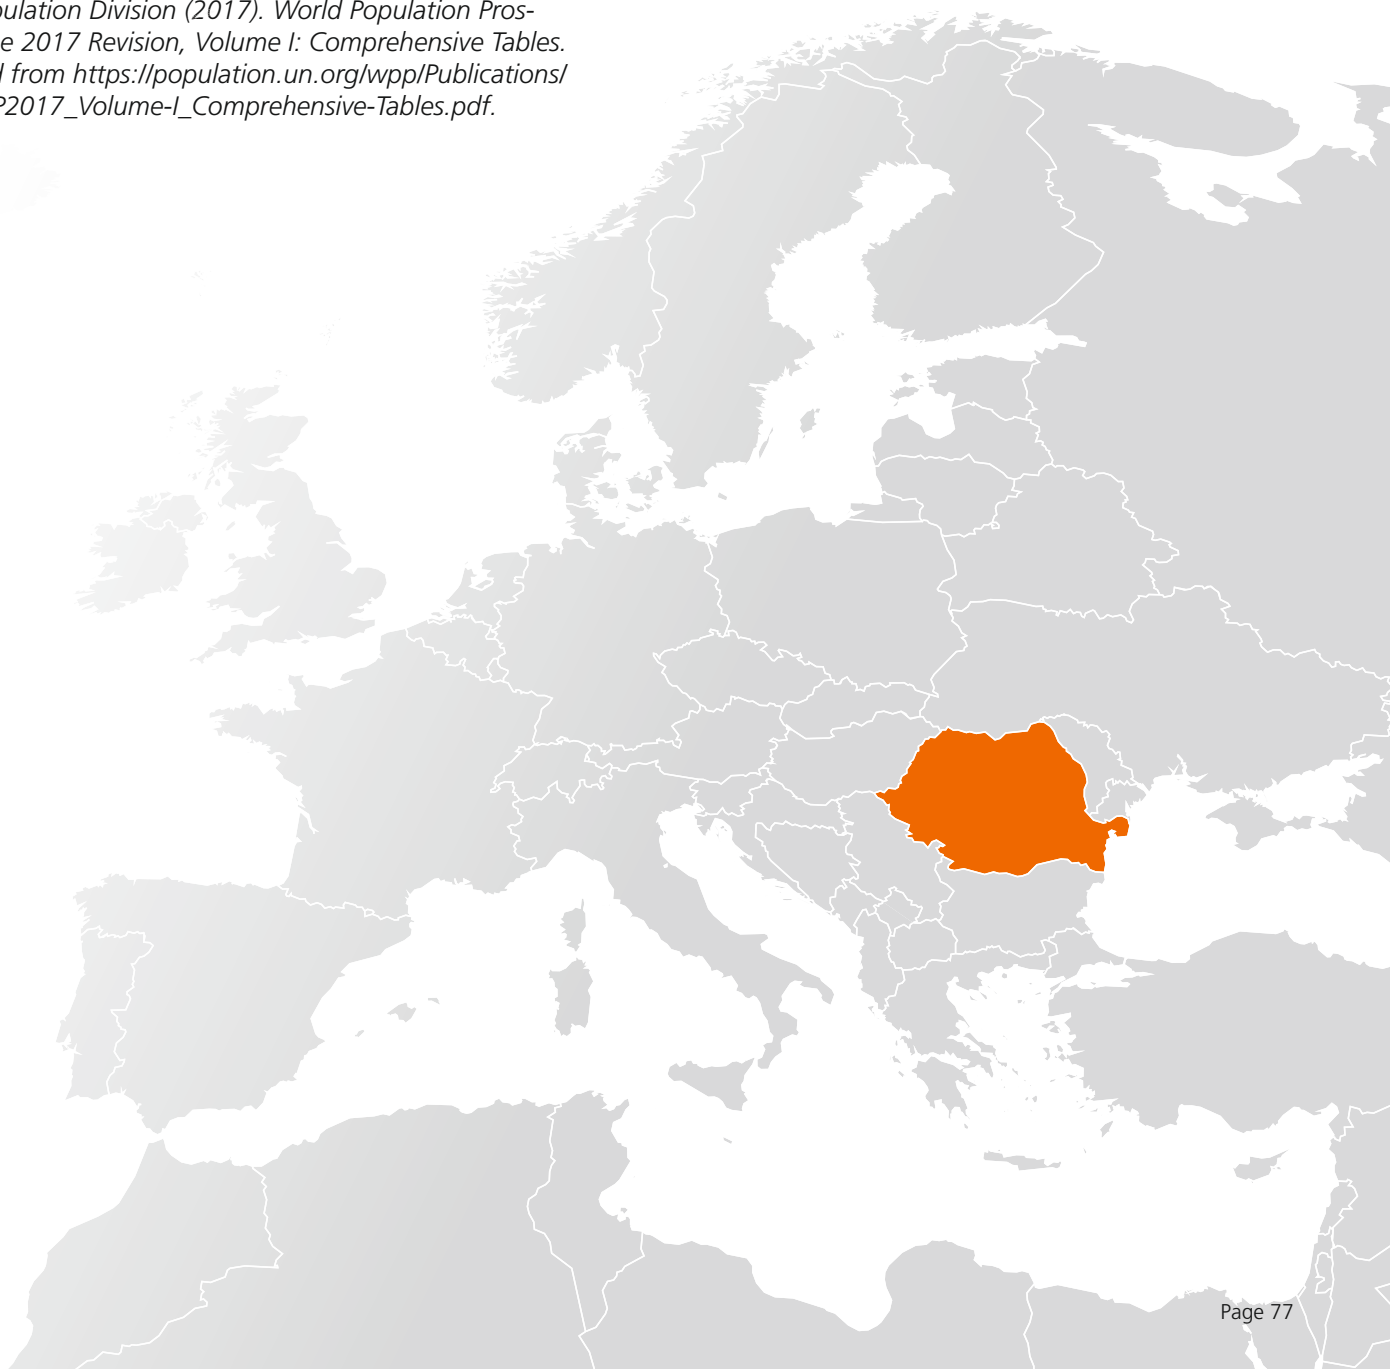 pulation Division (2017). World Population Pros-
e 2017 Revision, Volume I: Comprehensive Tables.
from https://population.un.org/wpp/Publications/
P2017_Volume-I_Comprehensive-Tables.pdf.
Page 77